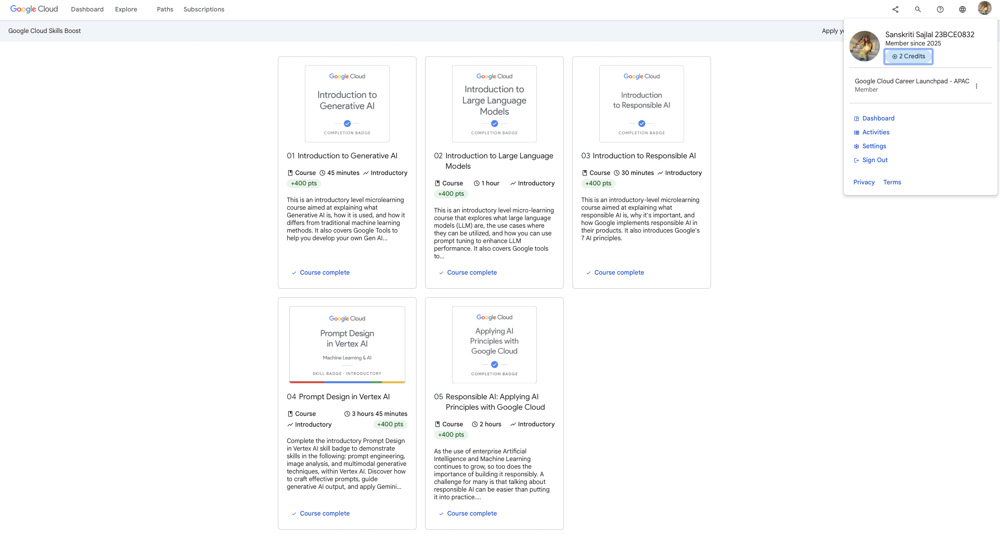 Google Cloud Dashboard Explore Paths Subscriptions
Google Cloud Skills Boost
Apply
Sanskriti Sajlal 23BCE0832
Member since 2025
2 Credits
Google Cloud Career Launchpad - APAC
Member
Dashboard
Activities
Settings
Sign Out
Privacy Terms
Google Cloud
Introduction to
Generative AI
COMPLETION BADGE
01 Introduction to Generative AI
Course 45 minutes Introductory
+400 pts
This is an introductory level microlearning
course aimed at explaining what
Generative AI is, how it is used, and how it
differs from traditional machine learning
methods. It also covers Google Tools to
help you develop your own Gen AI...
Course complete
Google Cloud
Introduction to
Large Language
Models
COMPLETION BADGE
02 Introduction to Large Language
Models
Course 1 hour Introductory
+400 pts
This is an introductory level micro-learning
course that explores what large language
models (LLM) are, the use cases where
they can be utilized, and how you can use
prompt tuning to enhance LLM
performance. It also covers Google tools
to...
Course complete
Google Cloud
Introduction
to Responsible AI
COMPLETION BADGE
03 Introduction to Responsible AI
Course 30 minutes Introductory
+400 pts
This is an introductory-level microlearning
course aimed at explaining what
responsible AI is, why it's important, and
how Google implements responsible AI in
their products. It also introduces Google's
7 AI principles.
Course complete
Google Cloud
Prompt Design
in Vertex AI
Machine Learning & AI
SKILL BADGE · INTRODUCTORY
04 Prompt Design in Vertex AI
Course 3 hours 45 minutes
Introductory +400 pts
Complete the introductory Prompt Design
in Vertex AI skill badge to demonstrate
skills in the following: prompt engineering,
image analysis, and multimodal generative
techniques, within Vertex AI. Discover how
to craft effective prompts, guide
generative AI output, and apply Gemini...
Course complete
Google Cloud
Applying AI
Principles with
Google Cloud
COMPLETION BADGE
05 Responsible AI: Applying AI
Principles with Google Cloud
Course 2 hours Introductory
+400 pts
As the use of enterprise Artificial
Intelligence and Machine Learning
continues to grow, so too does the
importance of building it responsibly. A
challenge for many is that talking about
responsible AI can be easier than putting
it into practice....
Course complete